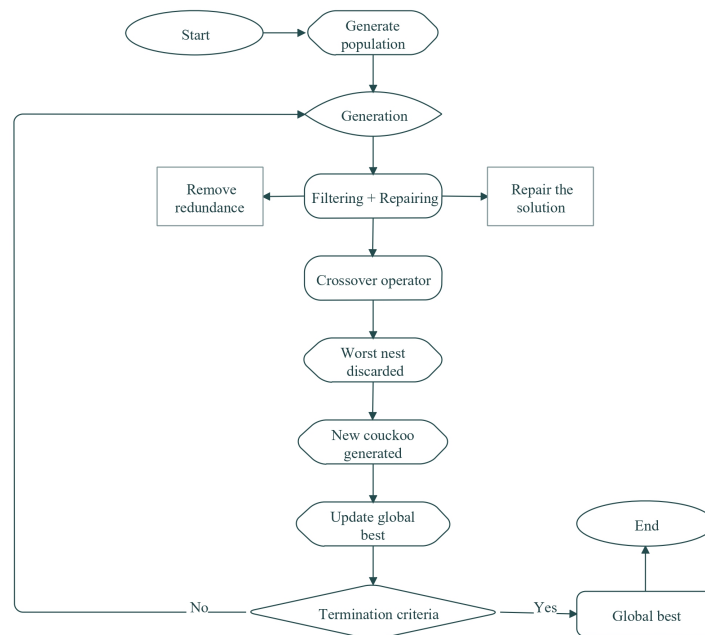 Start
Generate
population
Generation
Remove
redundance
Filtering + Repairing
Repair the
solution
Crossover operator
Worst nest
discarded
New couckoo
generated
Update global
best
End
No
Termination criteria
Yes
Global best